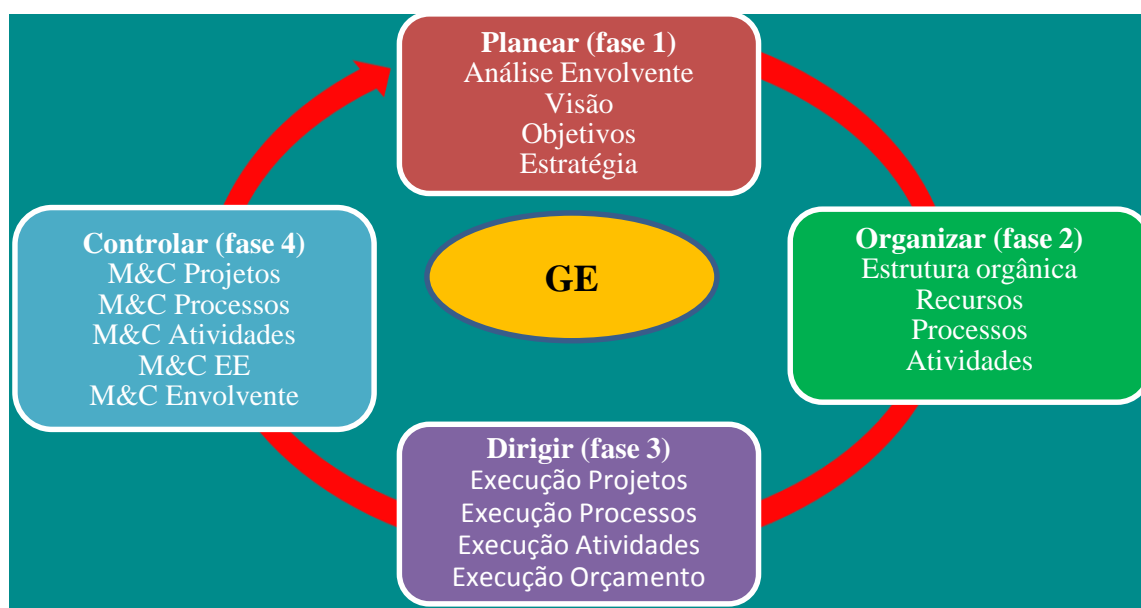 Planear (fase 1)
Análise Envolvente
Visão
Objetivos
Estratégia
Organizar (fase 2)
Estrutura orgânica
Recursos
Processos
Atividades
Dirigir (fase 3)
Execução Projetos
Execução Processos
Execução Atividades
Execução Orçamento
Controlar (fase 4)
M&C Projetos
M&C Processos
M&C Atividades
M&C EE
M&C Envolvente
GE